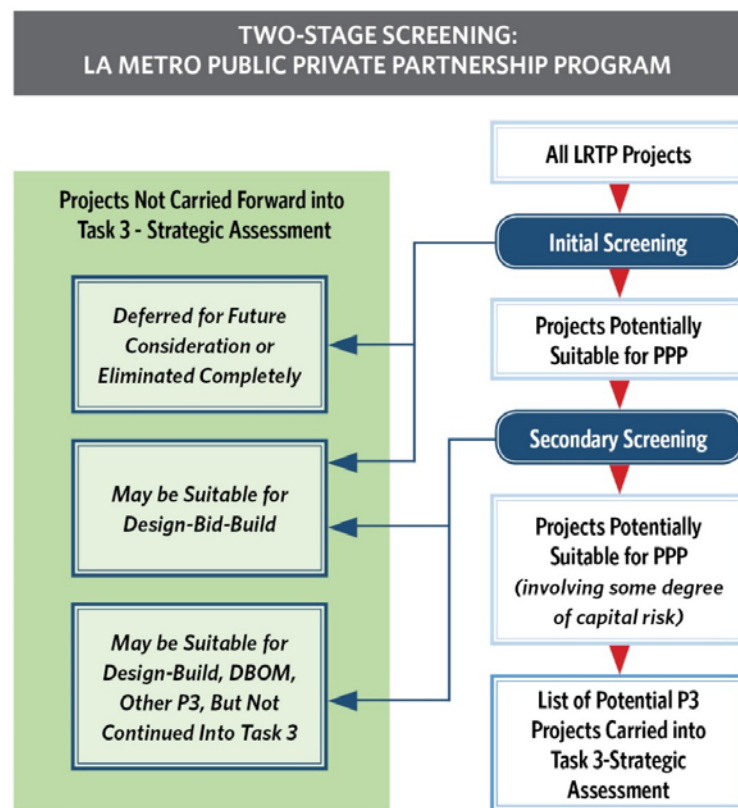 TWO-STAGE SCREENING:
LA METRO PUBLIC PRIVATE PARTNERSHIP PROGRAM
All LRTP Projects
Initial Screening
Projects Potentially
Suitable for PPP
Secondary Screening
Projects Potentially
Suitable for PPP
(involving some degree
of capital risk)
List of Potential P3
Projects Carried into
Task 3-Strategic
Assessment
Projects Not Carried Forward into
Task 3 - Strategic Assessment
Deferred for Future
Consideration or
Eliminated Completely
May be Suitable for
Design-Bid-Build
May be Suitable for
Design-Build, DBOM,
Other P3, But Not
Continued Into Task 3